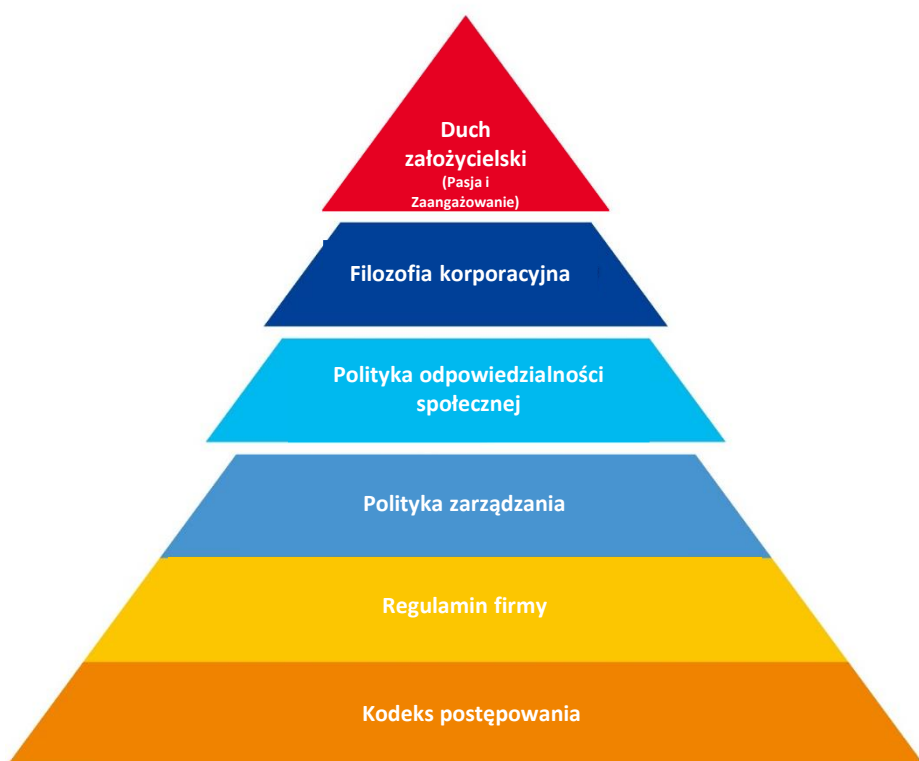 Duch
założycielski
(Pasja i
Zaangażowanie)
Filozofia korporacyjna
Polityka odpowiedzialności
społecznej
Polityka zarządzania
Regulamin firmy
Kodeks postępowania